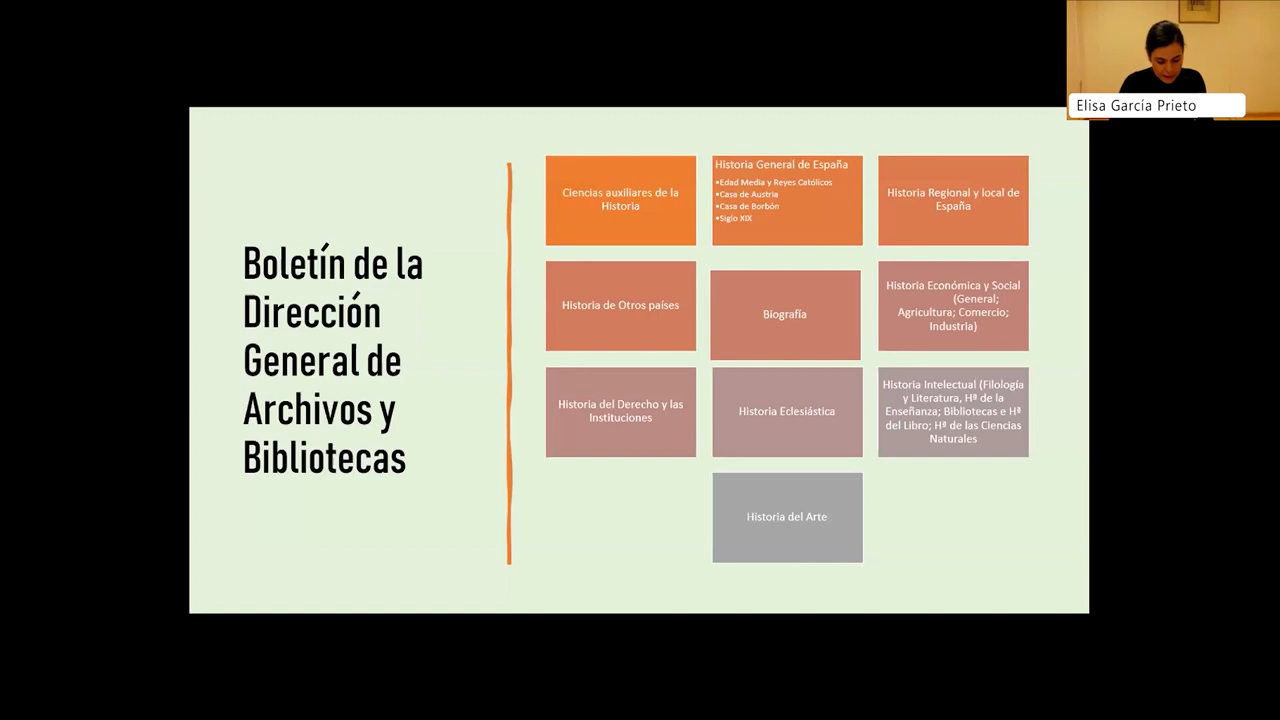 Elisa García Prieto
Boletín de la
Dirección
General de
Archivos y
Bibliotecas
Ciencias auxiliares de la
Historia
Historia General de España
•Edad Media y Reyes Católicos
•Casa de Austria
•Casa de Borbón
•Siglo XIX
Historia Regional y local de
España
Historia de Otros países
Biografía
Historia Económica y Social
(General;
Agricultura; Comercio;
Industria)
Historia del Derecho y las
Instituciones
Historia Eclesiástica
Historia Intelectual (Filología
y Literatura, Hª de la
Enseñanza; Bibliotecas e Hª
del Libro; Hª de las Ciencias
Naturales
Historia del Arte